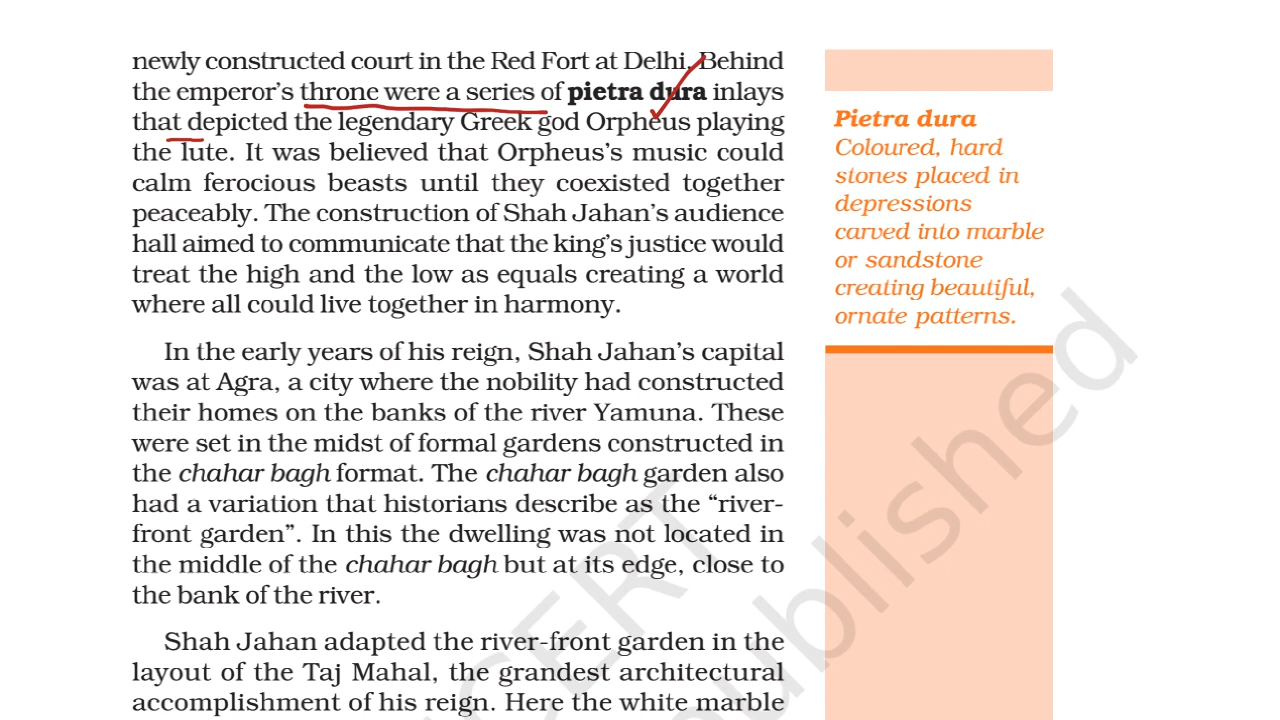 newly constructed court in the Red Fort at Delhi. Behind
the emperor's throne were a series of pietra dura inlays
that depicted the legendary Greek god Orpheus playing
the lute. It was believed that Orpheus's music could
calm ferocious beasts until they coexisted together
peaceably. The construction of Shah Jahan's audience
hall aimed to communicate that the king's justice would
treat the high and the low as equals creating a world
where all could live together in harmony.
In the early years of his reign, Shah Jahan's capital
was at Agra, a city where the nobility had constructed
their homes on the banks of the river Yamuna. These
were set in the midst of formal gardens constructed in
the chahar bagh format. The chahar bagh garden also
had a variation that historians describe as the “river-
front garden”. In this the dwelling was not located in
the middle of the chahar bagh but at its edge, close to
the bank of the river.
Shah Jahan adapted the river-front garden in the
layout of the Taj Mahal, the grandest architectural
accomplishment of his reign. Here the white marble
Pietra dura
Coloured, hard
stones placed in
depressions
carved into marble
or sandstone
creating beautiful,
ornate patterns.
CERT
published